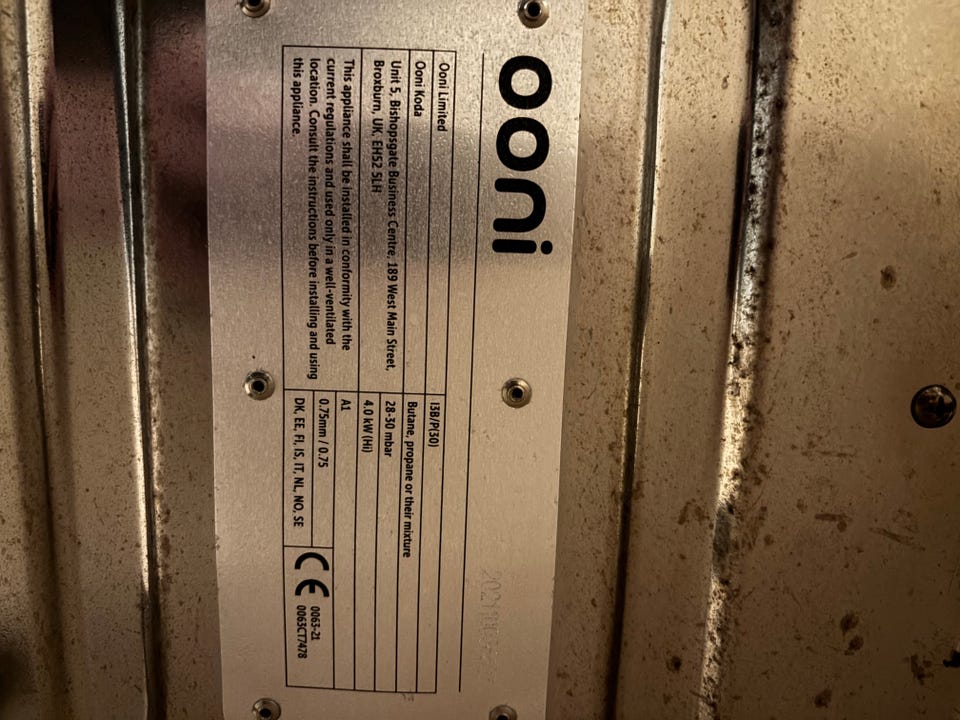 ooni
Ooni Limited
Ooni Koda
Unit 5, Bishopsgate Business Centre, 189 West Main Street,
Broxburn, UK, EH52 5LH
This appliance shall be installed in conformity with the
current regulations and used only in a well-ventilated
location. Consult the instructions before installing and using
this appliance.
I3B/P(30)
Butane, propane or their mixture
28-30 mbar
4.0 kW (Hi)
A1
0.75mm / 0.75
DK, EE, FI, IS, IT, NL, NO, SE
CE
0063-21
0063CT7478